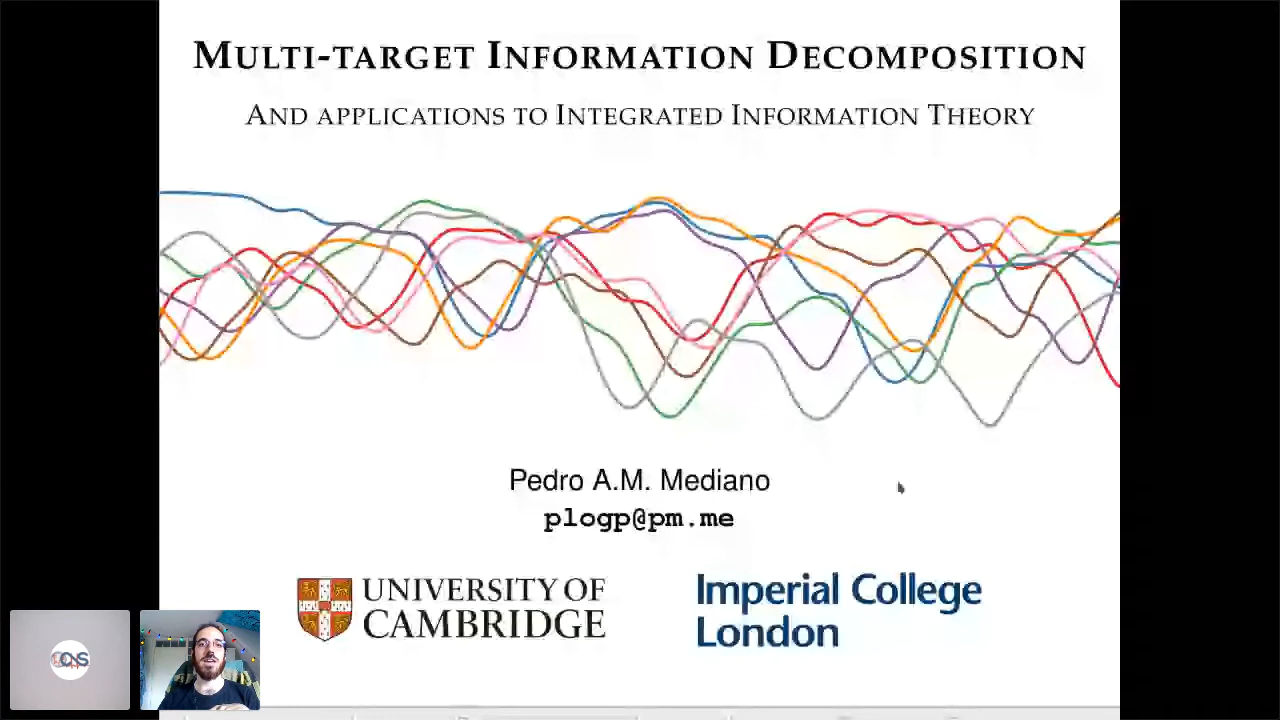 MULTI-TARGET INFORMATION DECOMPOSITION
AND APPLICATIONS TO INTEGRATED INFORMATION THEORY
Pedro A.M. Mediano
plogp@pm.me
UNIVERSITY OF
CAMBRIDGE
Imperial College
London